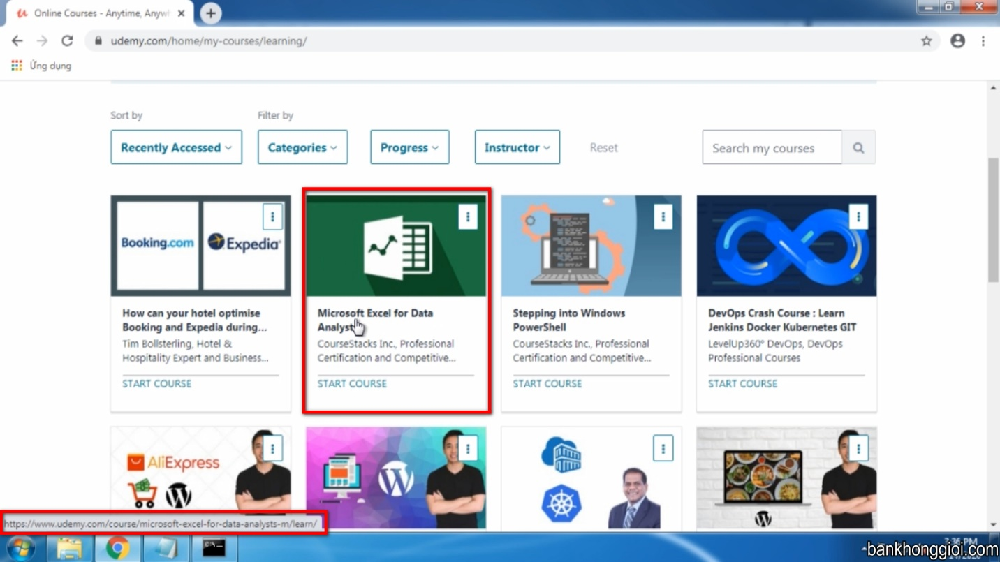 Online Courses - Anytime, Anywh
udemy.com/home/my-courses/learning/
Ứng dụng
Sort by
Filter by
Recently Accessed
Categories
Progress
Instructor
Reset
Search my courses
Booking.com
Expedia
How can your hotel optimise
Booking and Expedia during...
Tim Bollsterling, Hotel &
Hospitality Expert and Business...
START COURSE
Microsoft Excel for Data
Analysts
CourseStacks Inc., Professional
Certification and Competitive...
START COURSE
Stepping into Windows
PowerShell
CourseStacks Inc., Professional
Certification and Competitive...
START COURSE
DevOps Crash Course : Learn
Jenkins Docker Kubernetes GIT
LevelUp360° DevOps, DevOps
Professional Courses
START COURSE
AliExpress
https://www.udemy.com/course/microsoft-excel-for-data-analysts-m/learn/
bankhonggioi.com